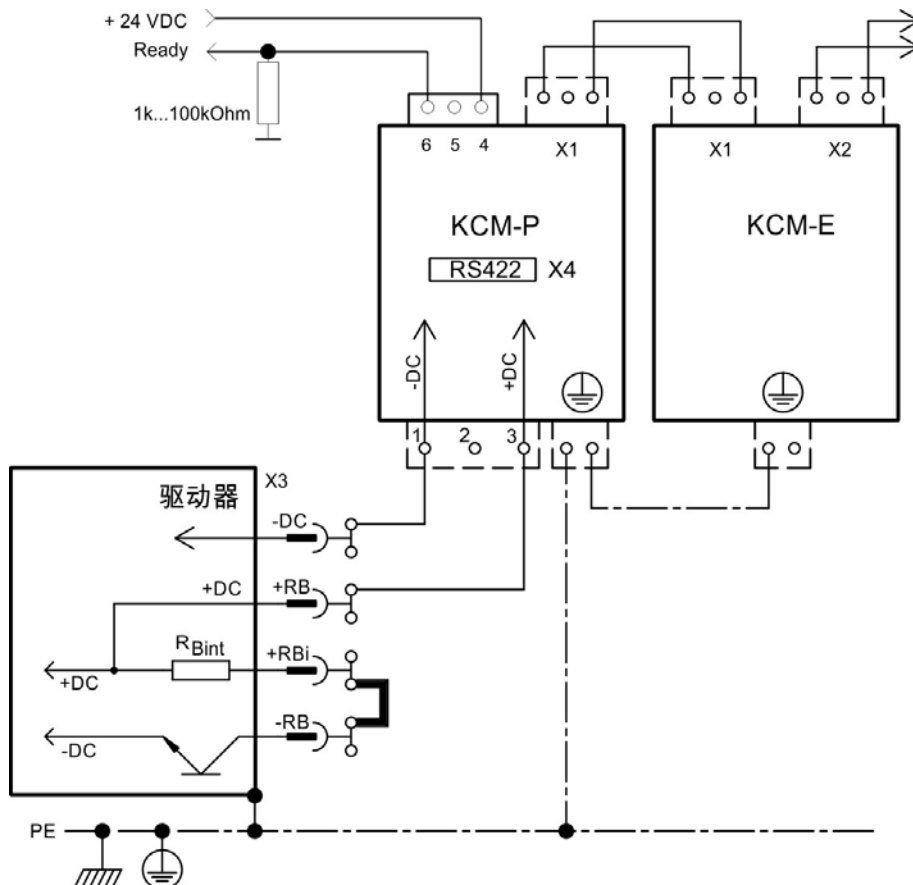 + 24 VDC
Ready
1k...100kOhm
6 5 4
X1
X1
X2
KCM-P
KCM-E
RS422
X4
-DC
+DC
1 2 3
驱动器
X3
-DC
+DC
+RB
RBint
+RBi
+DC
-RB
-DC
PE